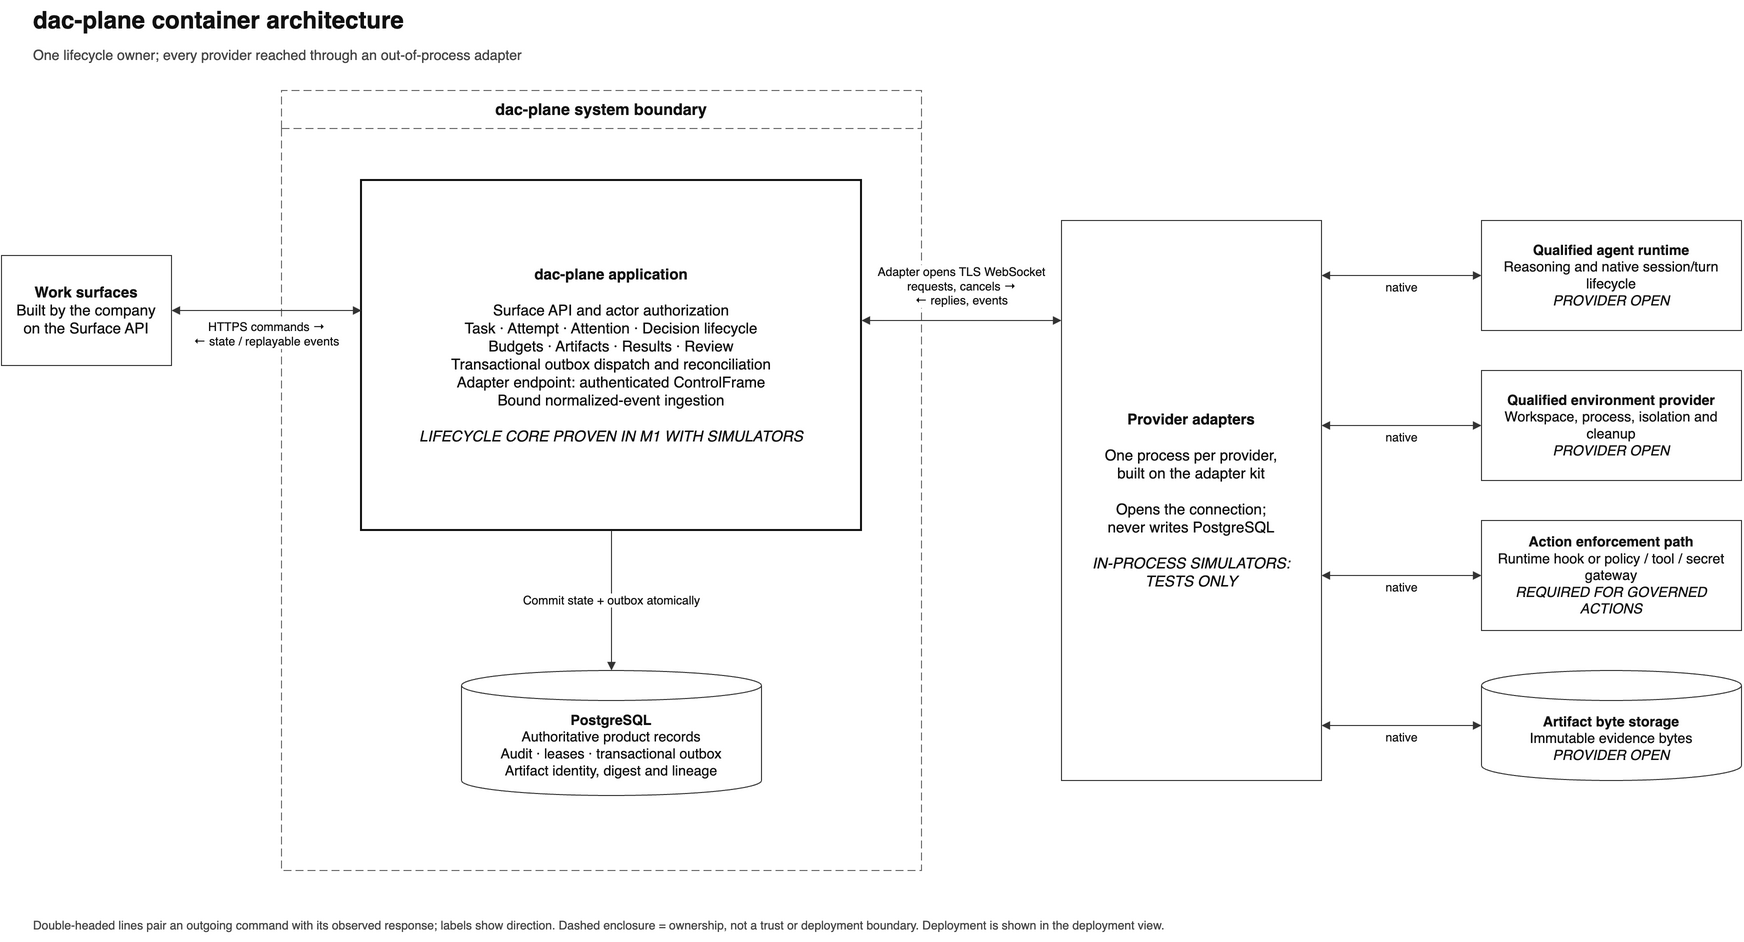 dac-plane container architecture
One lifecycle owner; every provider reached through an out-of-process adapter
dac-plane system boundary
Work surfaces
Built by the company
on the Surface API
HTTPS commands →
← state / replayable events
dac-plane application
Surface API and actor authorization
Task · Attempt · Attention · Decision lifecycle
Budgets · Artifacts · Results · Review
Transactional outbox dispatch and reconciliation
Adapter endpoint: authenticated ControlFrame
Bound normalized-event ingestion
LIFECYCLE CORE PROVEN IN M1 WITH SIMULATORS
Commit state + outbox atomically
PostgreSQL
Authoritative product records
Audit · leases · transactional outbox
Artifact identity, digest and lineage
Adapter opens TLS WebSocket
requests, cancels →
← replies, events
Provider adapters
One process per provider,
built on the adapter kit
Opens the connection;
never writes PostgreSQL
IN-PROCESS SIMULATORS:
TESTS ONLY
native
Qualified agent runtime
Reasoning and native session/turn
lifecycle
PROVIDER OPEN
native
Qualified environment provider
Workspace, process, isolation and
cleanup
PROVIDER OPEN
native
Action enforcement path
Runtime hook or policy / tool / secret
gateway
REQUIRED FOR GOVERNED
ACTIONS
native
Artifact byte storage
Immutable evidence bytes
PROVIDER OPEN
Double-headed lines pair an outgoing command with its observed response; labels show direction. Dashed enclosure = ownership, not a trust or deployment boundary. Deployment is shown in the deployment view.